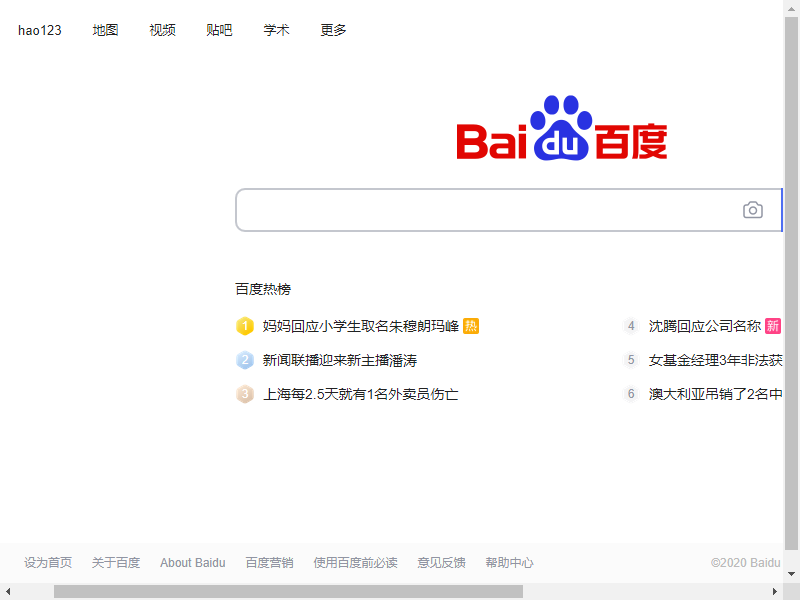 hao123 地图 视频 贴吧 学术 更多
Baidu百度
百度热榜
1 妈妈回应小学生取名朱穆朗玛峰 热
4 沈腾回应公司名称 新
2 新闻联播迎来新主播潘涛
5 女基金经理3年非法获
3 上海每2.5天就有1名外卖员伤亡
6 澳大利亚吊销了2名中
设为首页 关于百度 About Baidu 百度营销 使用百度前必读 意见反馈 帮助中心 ©2020 Baidu